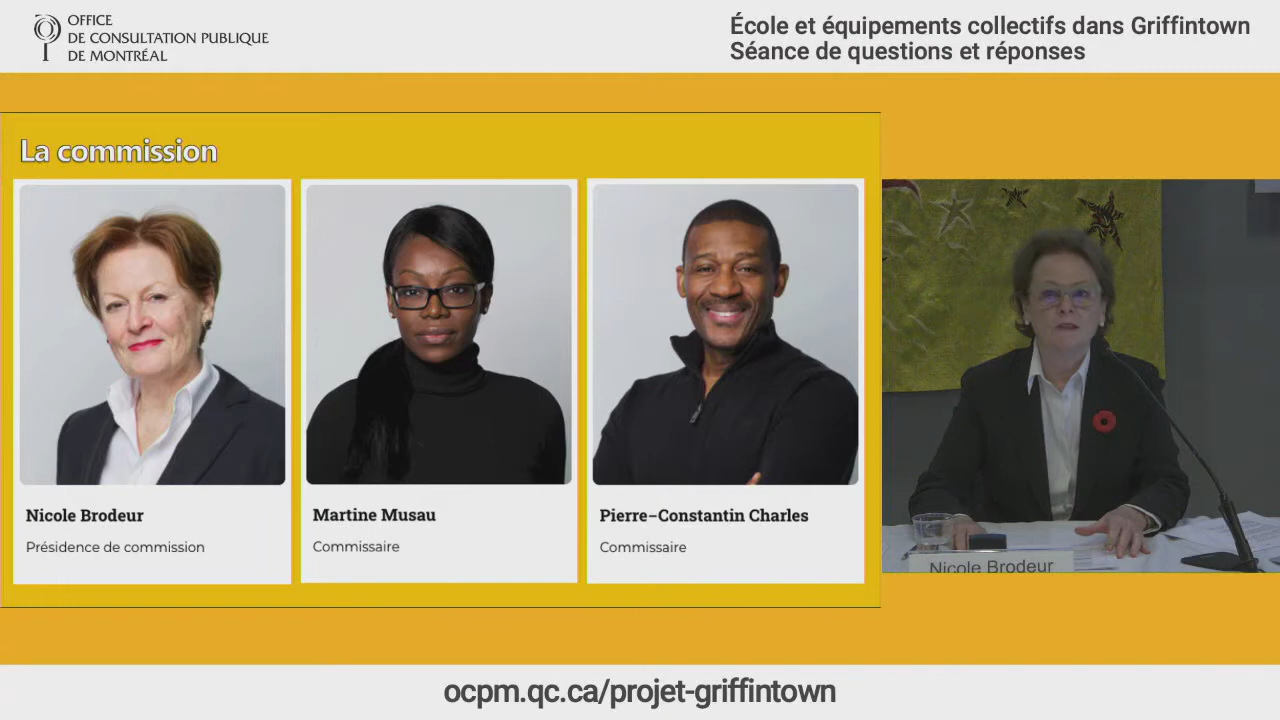 OFFICE
DE CONSULTATION PUBLIQUE
DE MONTRÉAL
École et équipements collectifs dans Griffintown
Séance de questions et réponses
La commission
Nicole Brodeur
Présidence de commission
Martine Musau
Commissaire
Pierre-Constantin Charles
Commissaire
Nicole Brodeur
ocpm.qc.ca/projet-griffintown